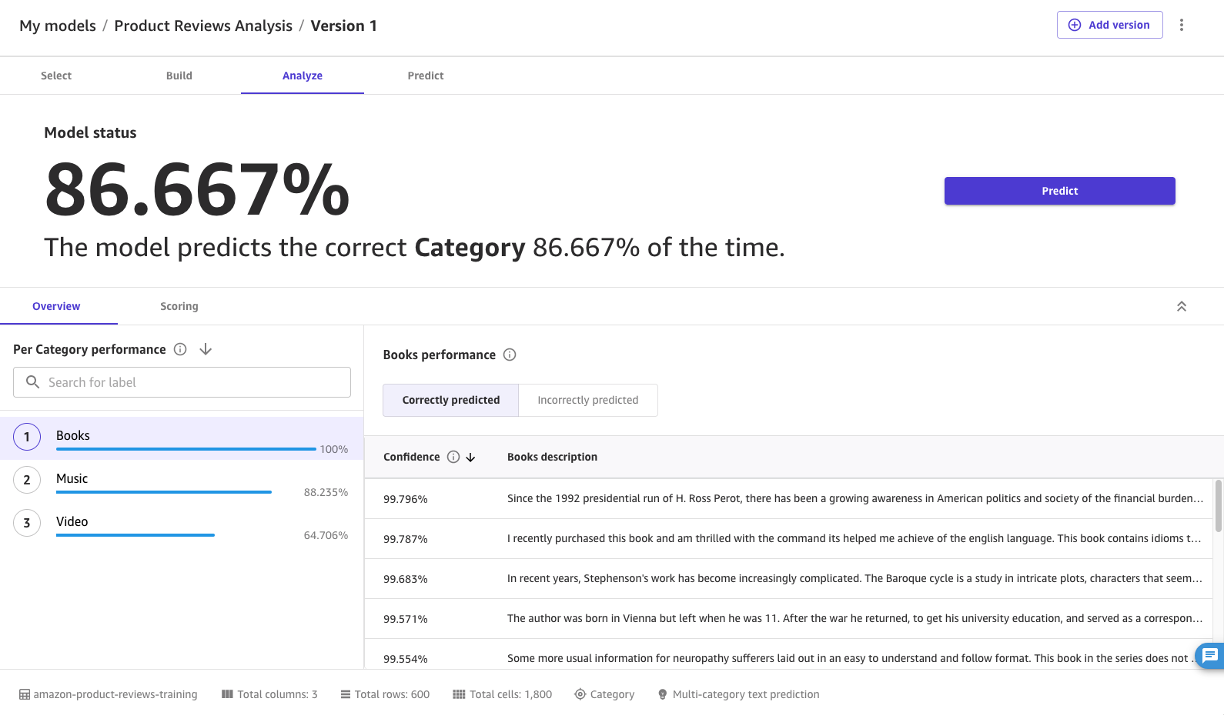 My models / Product Reviews Analysis / Version 1
Add version
Select Build Analyze Predict
Model status
86.667%
Predict
The model predicts the correct Category 86.667% of the time.
Overview Scoring
Per Category performance
Search for label
1 Books 100%
2 Music 88.235%
3 Video 64.706%
Books performance
Correctly predicted Incorrectly predicted
Confidence Books description
99.796% Since the 1992 presidential run of H. Ross Perot, there has been a growing awareness in American politics and society of the financial burden...
99.787% I recently purchased this book and am thrilled with the command its helped me achieve of the english language. This book contains idioms t...
99.683% In recent years, Stephenson's work has become increasingly complicated. The Baroque cycle is a study in intricate plots, characters that seem...
99.571% The author was born in Vienna but left when he was 11. After the war he returned, to get his university education, and served as a correspon...
99.554% Some more usual information for neuropathy sufferers laid out in an easy to understand and follow format. This book in the series does not ...
amazon-product-reviews-training Total columns: 3 Total rows: 600 Total cells: 1,800 Category Multi-category text prediction